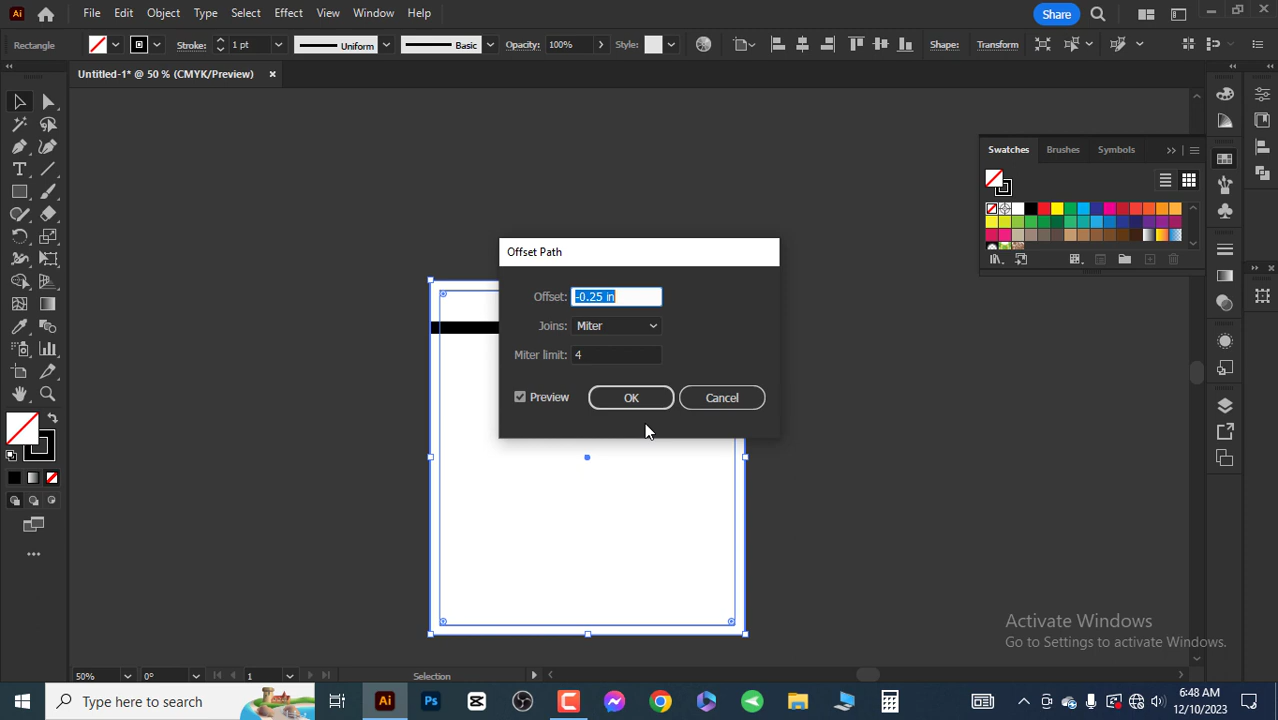 Ai File Edit Object Type Select Effect View Window Help Share
Rectangle Stroke: 1 pt Uniform Basic Opacity: 100% Style: Shape: Transform
Untitled-1* @ 50 % (CMYK/Preview)
Swatches Brushes Symbols
Offset Path
Offset: -0.25 in
Joins: Miter
Miter limit: 4
Preview OK Cancel
Activate Windows
Go to Settings to activate Windows.
50% 0° 1 Selection
Type here to search Ai Ps 6:48 AM
12/10/2023